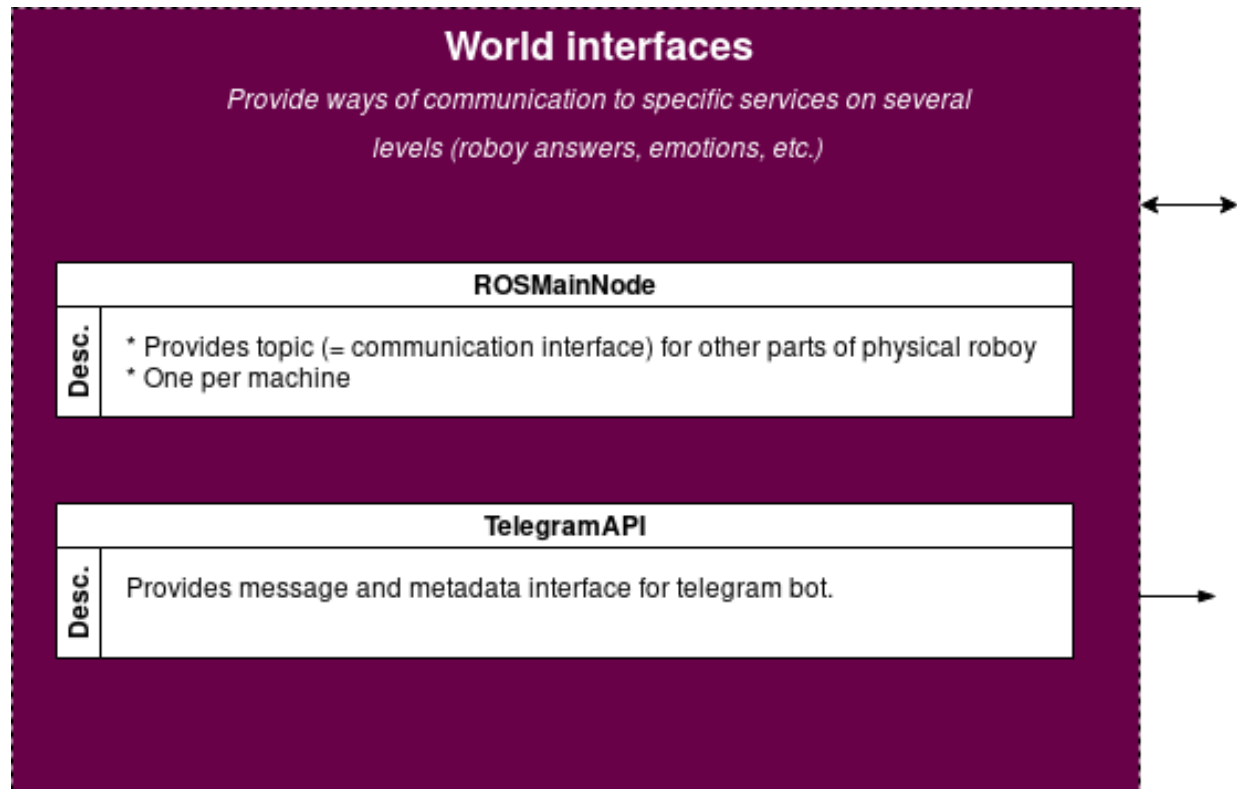 World interfaces
Provide ways of communication to specific services on several
levels (roboy answers, emotions, etc.)
ROSMainNode
Desc.
* Provides topic (= communication interface) for other parts of physical roboy
* One per machine
TelegramAPI
Desc.
Provides message and metadata interface for telegram bot.